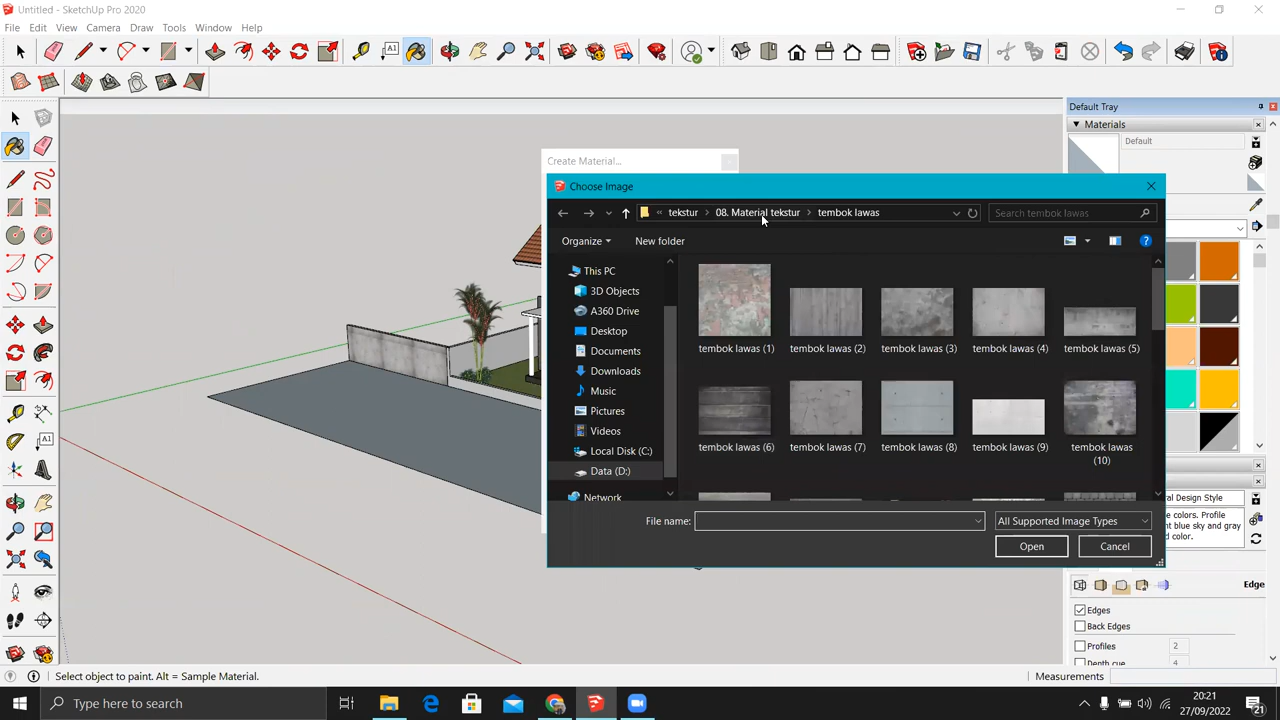 Untitled - SketchUp Pro 2020
File Edit View Camera Draw Tools Window Help
Default Tray
Materials
Default
Create Material...
Choose Image
« tekstur › 08. Material tekstur › tembok lawas
Search tembok lawas
Organize
New folder
This PC
3D Objects
A360 Drive
Desktop
Documents
Downloads
Music
Pictures
Videos
Local Disk (C:)
Data (D:)
Network
tembok lawas (1)
tembok lawas (2)
tembok lawas (3)
tembok lawas (4)
tembok lawas (5)
tembok lawas (6)
tembok lawas (7)
tembok lawas (8)
tembok lawas (9)
tembok lawas (10)
File name:
All Supported Image Types
Open
Cancel
ral Design Style
e colors. Profile
nt blue sky and gray
d color.
Edge
Edges
Back Edges
Profiles 2
Depth cue 4
Select object to paint. Alt = Sample Material.
Measurements
Type here to search
20:21
27/09/2022
21